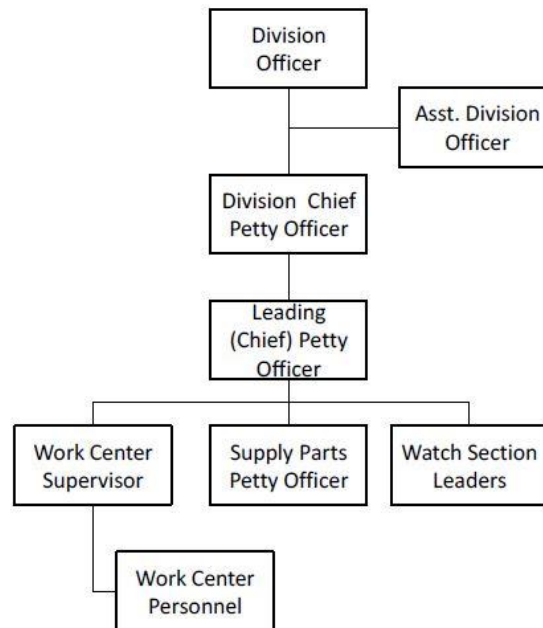 Division
Officer
Asst. Division
Officer
Division Chief
Petty Officer
Leading
(Chief) Petty
Officer
Work Center
Supervisor
Supply Parts
Petty Officer
Watch Section
Leaders
Work Center
Personnel